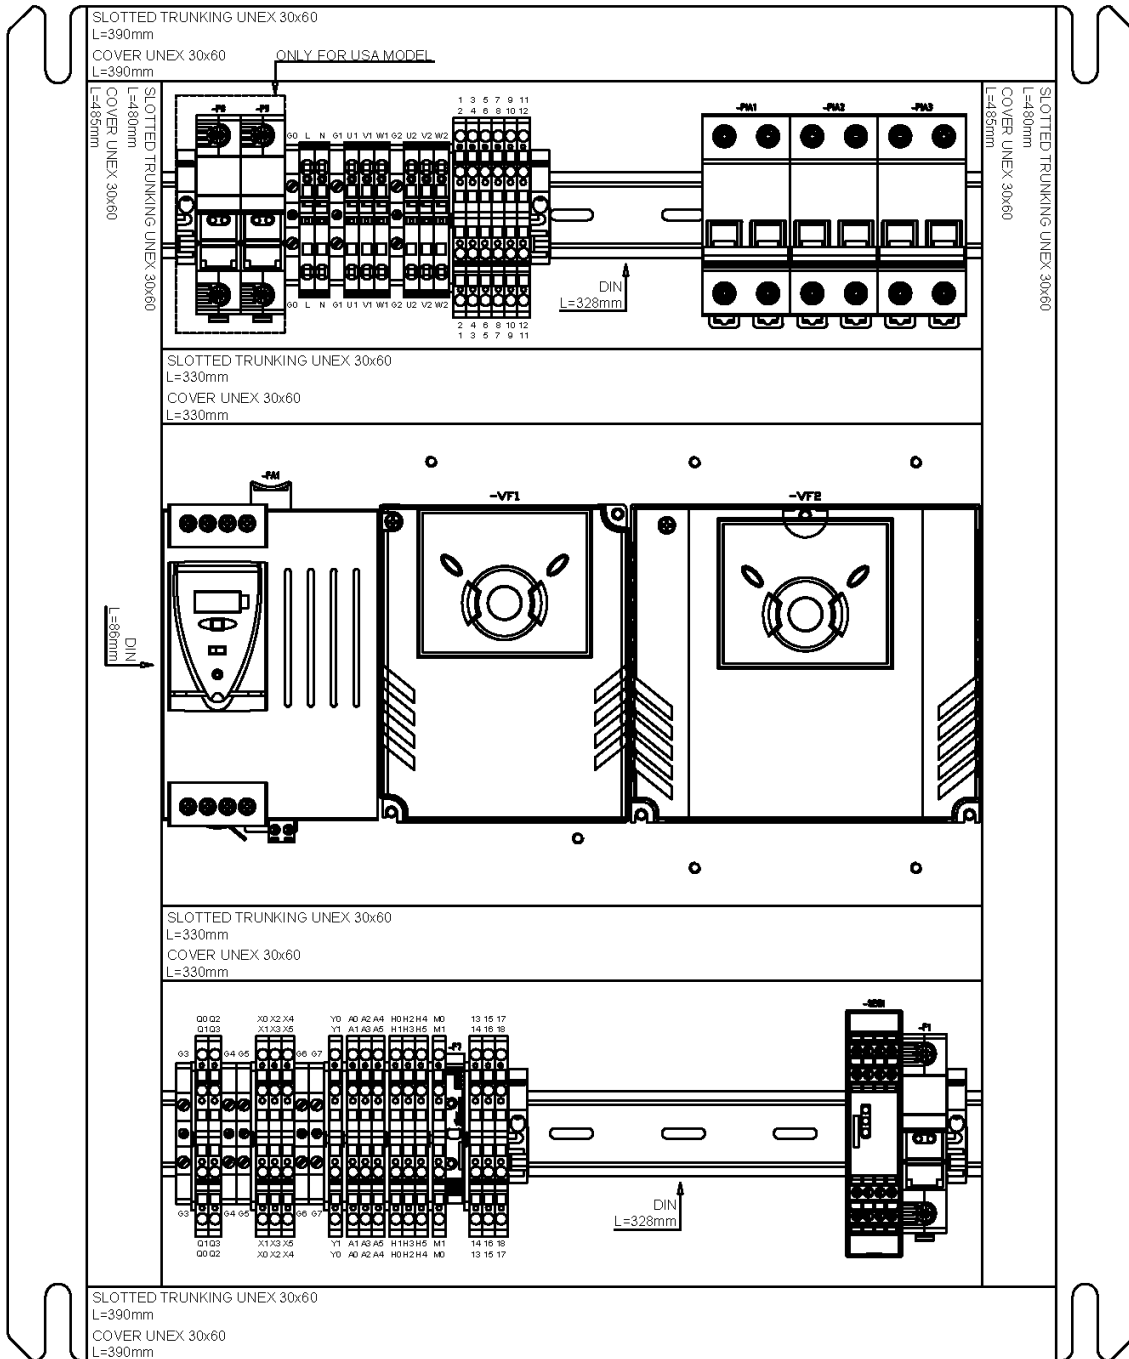 SLOTTED TRUNKING UNEX 30x60
L=390mm
COVER UNEX 30x60
L=390mm
ONLY FOR USA MODEL
SLOTTED TRUNKING UNEX 30x60
L=480mm
COVER UNEX 30x60
L=485mm
SLOTTED TRUNKING UNEX 30x60
L=480mm
COVER UNEX 30x60
L=485mm
-PIA1 -PIA2 -PIA3
1 3 5 7 9 11
2 4 6 8 10 12
G0 L N G1 U1 V1 W1 G2 U2 V2 W2
DIN
L=328mm
G0 L N G1 U1 V1 W1 G2 U2 V2 W2
2 4 6 8 10 12
1 3 5 7 9 11
SLOTTED TRUNKING UNEX 30x60
L=330mm
COVER UNEX 30x60
L=330mm
-FA1
-VF1
-VF2
DIN
L=86mm
SLOTTED TRUNKING UNEX 30x60
L=330mm
COVER UNEX 30x60
L=330mm
Q0 Q2 X0 X2 X4 Y0 A0 A2 A4 H0 H2 H4 M0 13 15 17
Q1 Q3 X1 X3 X5 Y1 A1 A3 A5 H1 H3 H5 M1 14 16 18
G3 G4 G5 G6 G7
-F1
DIN
L=328mm
G3 G4 G5 G6 G7
Q1 Q3 X1 X3 X5 Y1 A1 A3 A5 H1 H3 H5 M1 14 16 18
Q0 Q2 X0 X2 X4 Y0 A0 A2 A4 H0 H2 H4 M0 13 15 17
SLOTTED TRUNKING UNEX 30x60
L=390mm
COVER UNEX 30x60
L=390mm